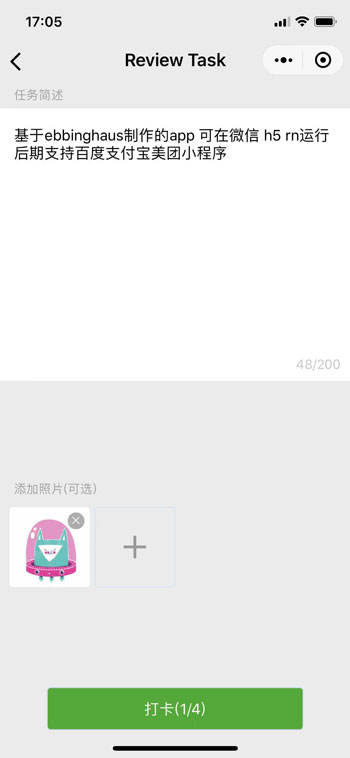 17:05
Review Task
任务简述
基于ebbinghaus制作的app 可在微信 h5 rn运行
后期支持百度支付宝美团小程序
48/200
添加照片(可选)
打卡(1/4)